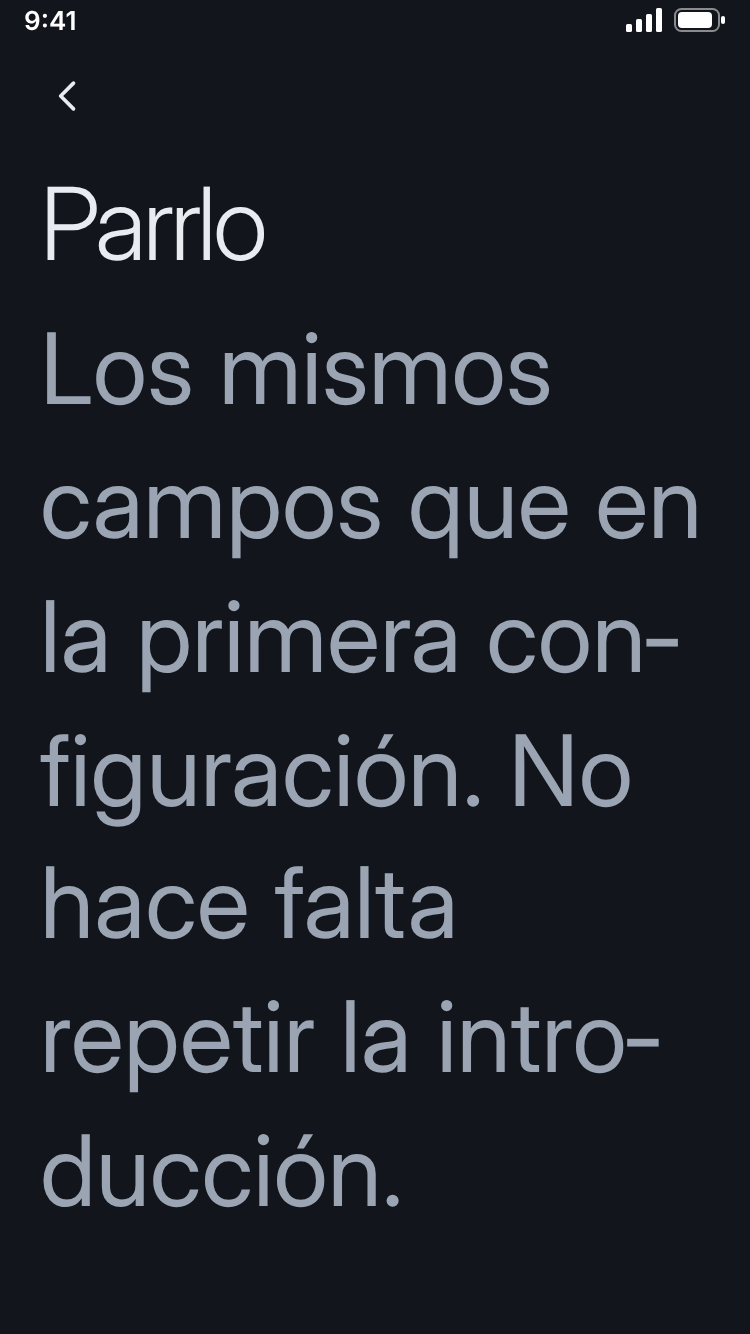 9:41
Parrlo
Los mismos
campos que en
la primera con-
figuración. No
hace falta
repetir la intro-
ducción.